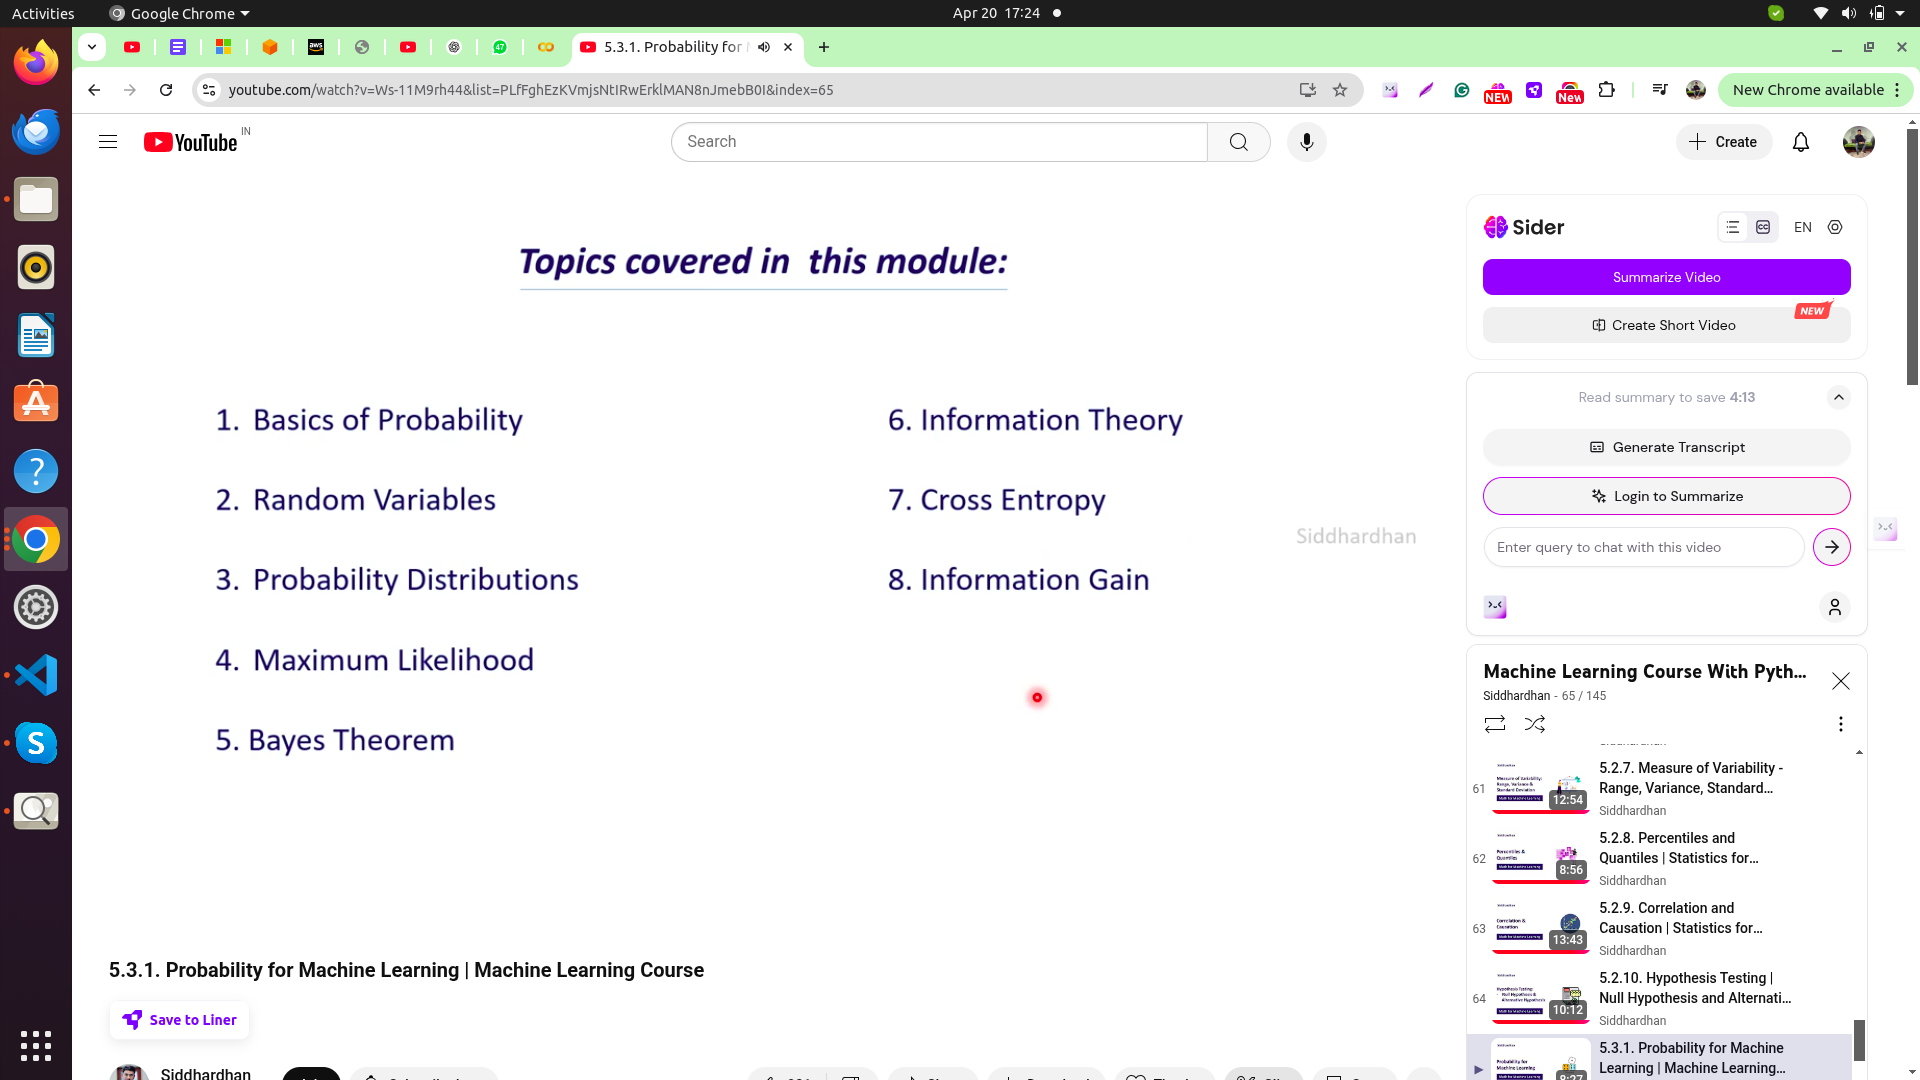 Activities
Google Chrome
Apr 20 17:24
5.3.1. Probability for
youtube.com/watch?v=Ws-11M9rh44&list=PLfFghEzKVmjsNtIRwErklMAN8nJmebB0I&index=65
NEW
New
New Chrome available
YouTube
IN
Search
Create
Topics covered in this module:
1. Basics of Probability
2. Random Variables
3. Probability Distributions
4. Maximum Likelihood
5. Bayes Theorem
6. Information Theory
7. Cross Entropy
8. Information Gain
Siddhardhan
5.3.1. Probability for Machine Learning | Machine Learning Course
Save to Liner
Siddhardhan
Sider
EN
Summarize Video
NEW
Create Short Video
Read summary to save 4:13
Generate Transcript
Login to Summarize
Enter query to chat with this video
Machine Learning Course With Pyth...
Siddhardhan - 65 / 145
61
12:54
5.2.7. Measure of Variability -
Range, Variance, Standard...
Siddhardhan
62
8:56
5.2.8. Percentiles and
Quantiles | Statistics for...
Siddhardhan
63
13:43
5.2.9. Correlation and
Causation | Statistics for...
Siddhardhan
64
10:12
5.2.10. Hypothesis Testing |
Null Hypothesis and Alternati...
Siddhardhan
5.3.1. Probability for Machine
Learning | Machine Learning...